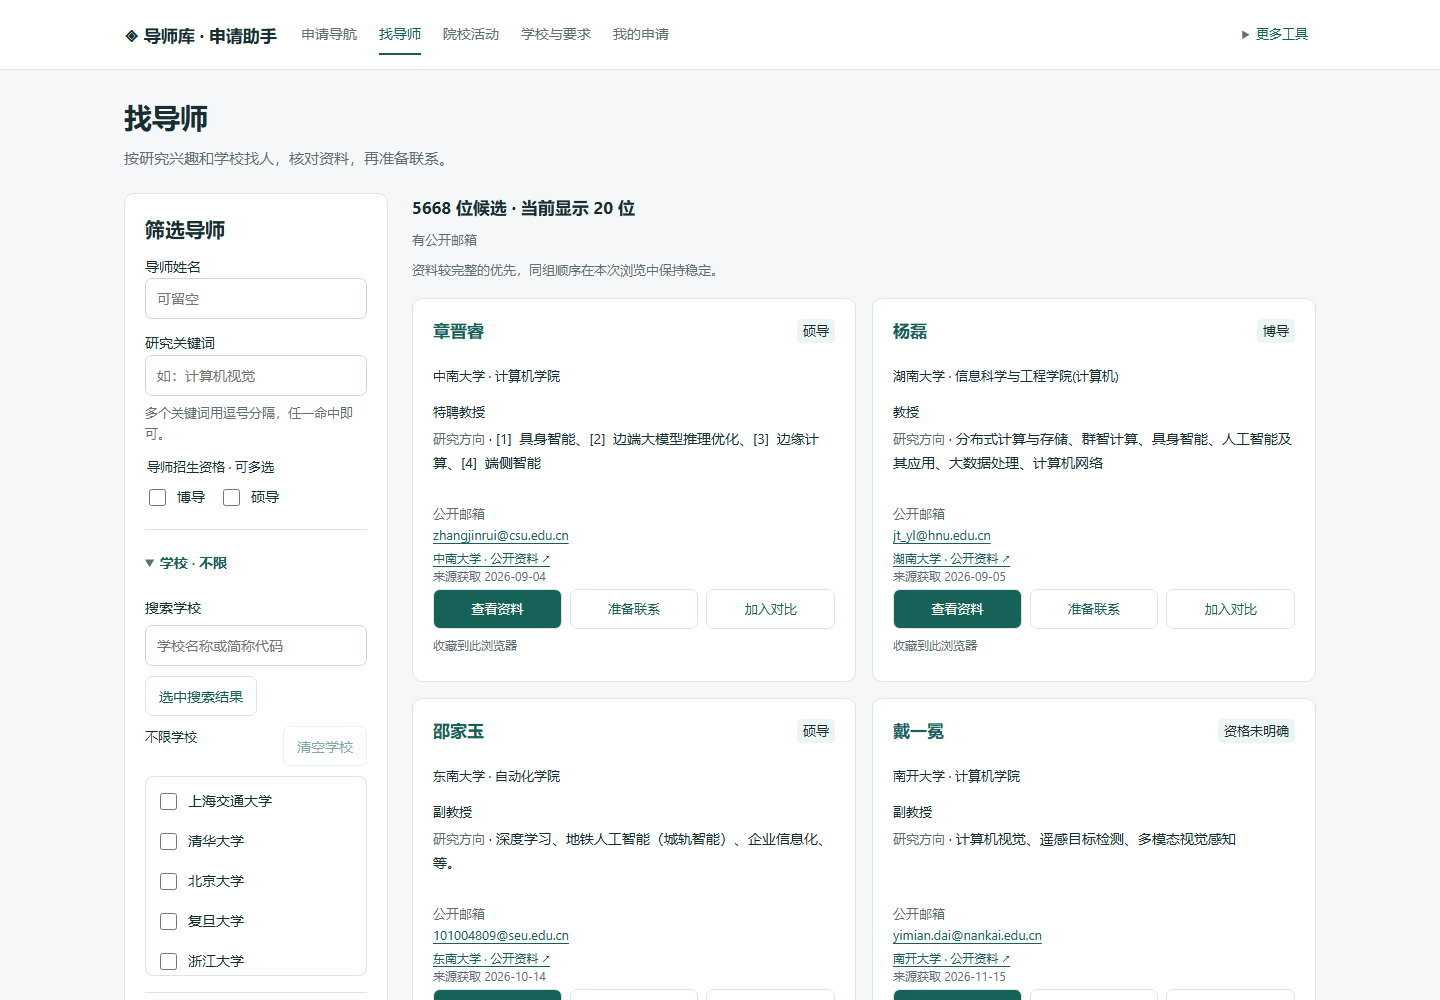 ◈ 导师库 · 申请助手
申请导航
找导师
院校活动
学校与要求
我的申请
▶ 更多工具
找导师
按研究兴趣和学校找人，核对资料，再准备联系。
筛选导师
导师姓名
可留空
研究关键词
如：计算机视觉
多个关键词用逗号分隔，任一命中即
可。
导师招生资格 · 可多选
博导
硕导
▼ 学校 · 不限
搜索学校
学校名称或简称代码
选中搜索结果
不限学校
清空学校
上海交通大学
清华大学
北京大学
复旦大学
浙江大学
5668 位候选 · 当前显示 20 位
有公开邮箱
资料较完整的优先，同组顺序在本次浏览中保持稳定。
章晋睿
硕导
中南大学 · 计算机学院
特聘教授
研究方向 · [1] 具身智能、[2] 边端大模型推理优化、[3] 边缘计
算、[4] 端侧智能
公开邮箱
zhangjinrui@csu.edu.cn
中南大学 · 公开资料 ↗
来源获取 2026-09-04
查看资料
准备联系
加入对比
收藏到此浏览器
杨磊
博导
湖南大学 · 信息科学与工程学院(计算机)
教授
研究方向 · 分布式计算与存储、群智计算、具身智能、人工智能及
其应用、大数据处理、计算机网络
公开邮箱
jt_yl@hnu.edu.cn
湖南大学 · 公开资料 ↗
来源获取 2026-09-05
查看资料
准备联系
加入对比
收藏到此浏览器
邵家玉
硕导
东南大学 · 自动化学院
副教授
研究方向 · 深度学习、地铁人工智能（城轨智能）、企业信息化、
等。
公开邮箱
101004809@seu.edu.cn
东南大学 · 公开资料 ↗
来源获取 2026-10-14
戴一冕
资格未明确
南开大学 · 计算机学院
副教授
研究方向 · 计算机视觉、遥感目标检测、多模态视觉感知
公开邮箱
yimian.dai@nankai.edu.cn
南开大学 · 公开资料 ↗
来源获取 2026-11-15